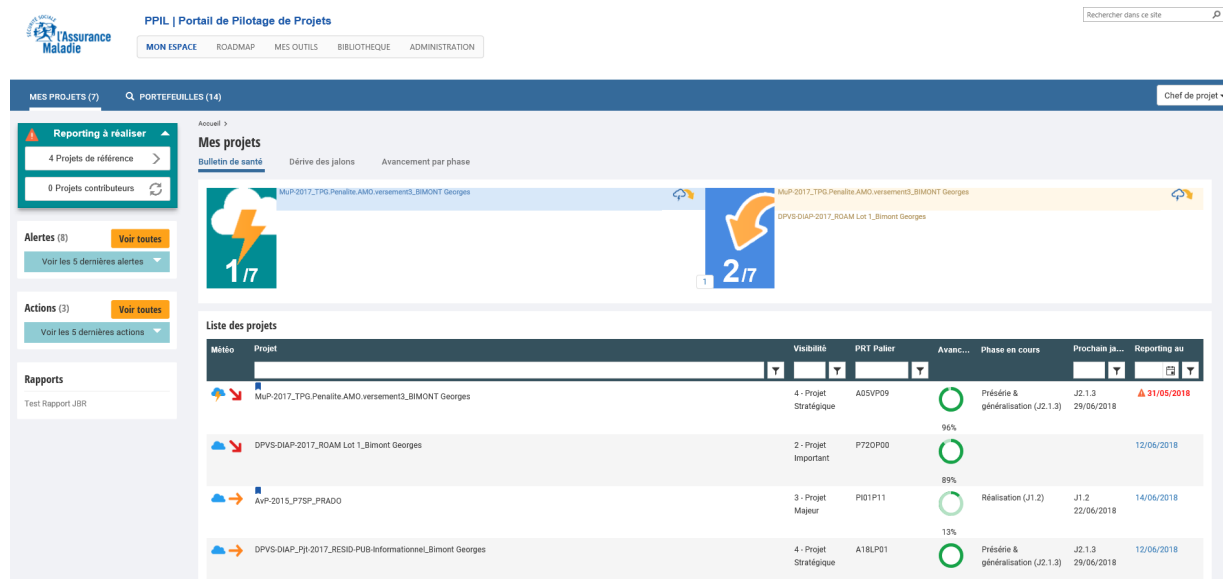 SÉCURITÉ SOCIALE
l'Assurance
Maladie
PPIL | Portail de Pilotage de Projets
Rechercher dans ce site
MON ESPACE ROADMAP MES OUTILS BIBLIOTHEQUE ADMINISTRATION
MES PROJETS (7) PORTEFEUILLES (14)
Chef de projet
Reporting à réaliser
4 Projets de référence
0 Projets contributeurs
Alertes (8) Voir toutes
Voir les 5 dernières alertes
Actions (3) Voir toutes
Voir les 5 dernières actions
Rapports
Test Rapport JBR
Accueil >
Mes projets
Bulletin de santé Dérive des jalons Avancement par phase
1/7
MuP-2017_TPG.Penalite.AMO.versement3_BIMONT Georges
1
2/7
MuP-2017_TPG.Penalite.AMO.versement3_BIMONT Georges
DPVS-DIAP-2017_ROAM Lot 1_Bimont Georges
Liste des projets
Météo Projet Visibilité PRT Palier Avanc... Phase en cours Prochain ja... Reporting au
MuP-2017_TPG.Penalite.AMO.versement3_BIMONT Georges 4 - Projet Stratégique A05VP09 96% Présérie & généralisation (J2.1.3) J2.1.3 29/06/2018 31/05/2018
DPVS-DIAP-2017_ROAM Lot 1_Bimont Georges 2 - Projet Important P72OP00 89% 12/06/2018
AvP-2015_P7SP_PRADO 3 - Projet Majeur PI01P11 13% Réalisation (J1.2) J1.2 22/06/2018 14/06/2018
DPVS-DIAP_Pjt-2017_RESID-PUB-Informationnel_Bimont Georges 4 - Projet Stratégique A18LP01 Présérie & généralisation (J2.1.3) J2.1.3 29/06/2018 12/06/2018